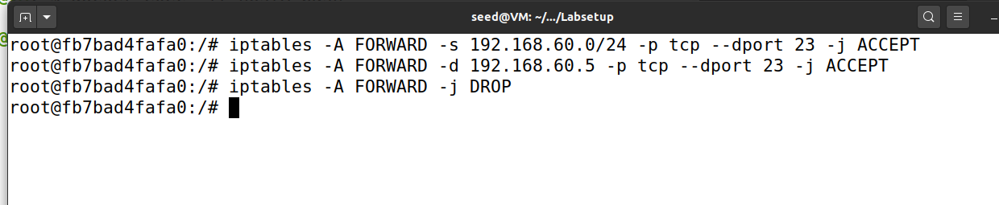 seed@VM: ~/.../Labsetup
root@fb7bad4fafa0:/# iptables -A FORWARD -s 192.168.60.0/24 -p tcp --dport 23 -j ACCEPT
root@fb7bad4fafa0:/# iptables -A FORWARD -d 192.168.60.5 -p tcp --dport 23 -j ACCEPT
root@fb7bad4fafa0:/# iptables -A FORWARD -j DROP
root@fb7bad4fafa0:/#